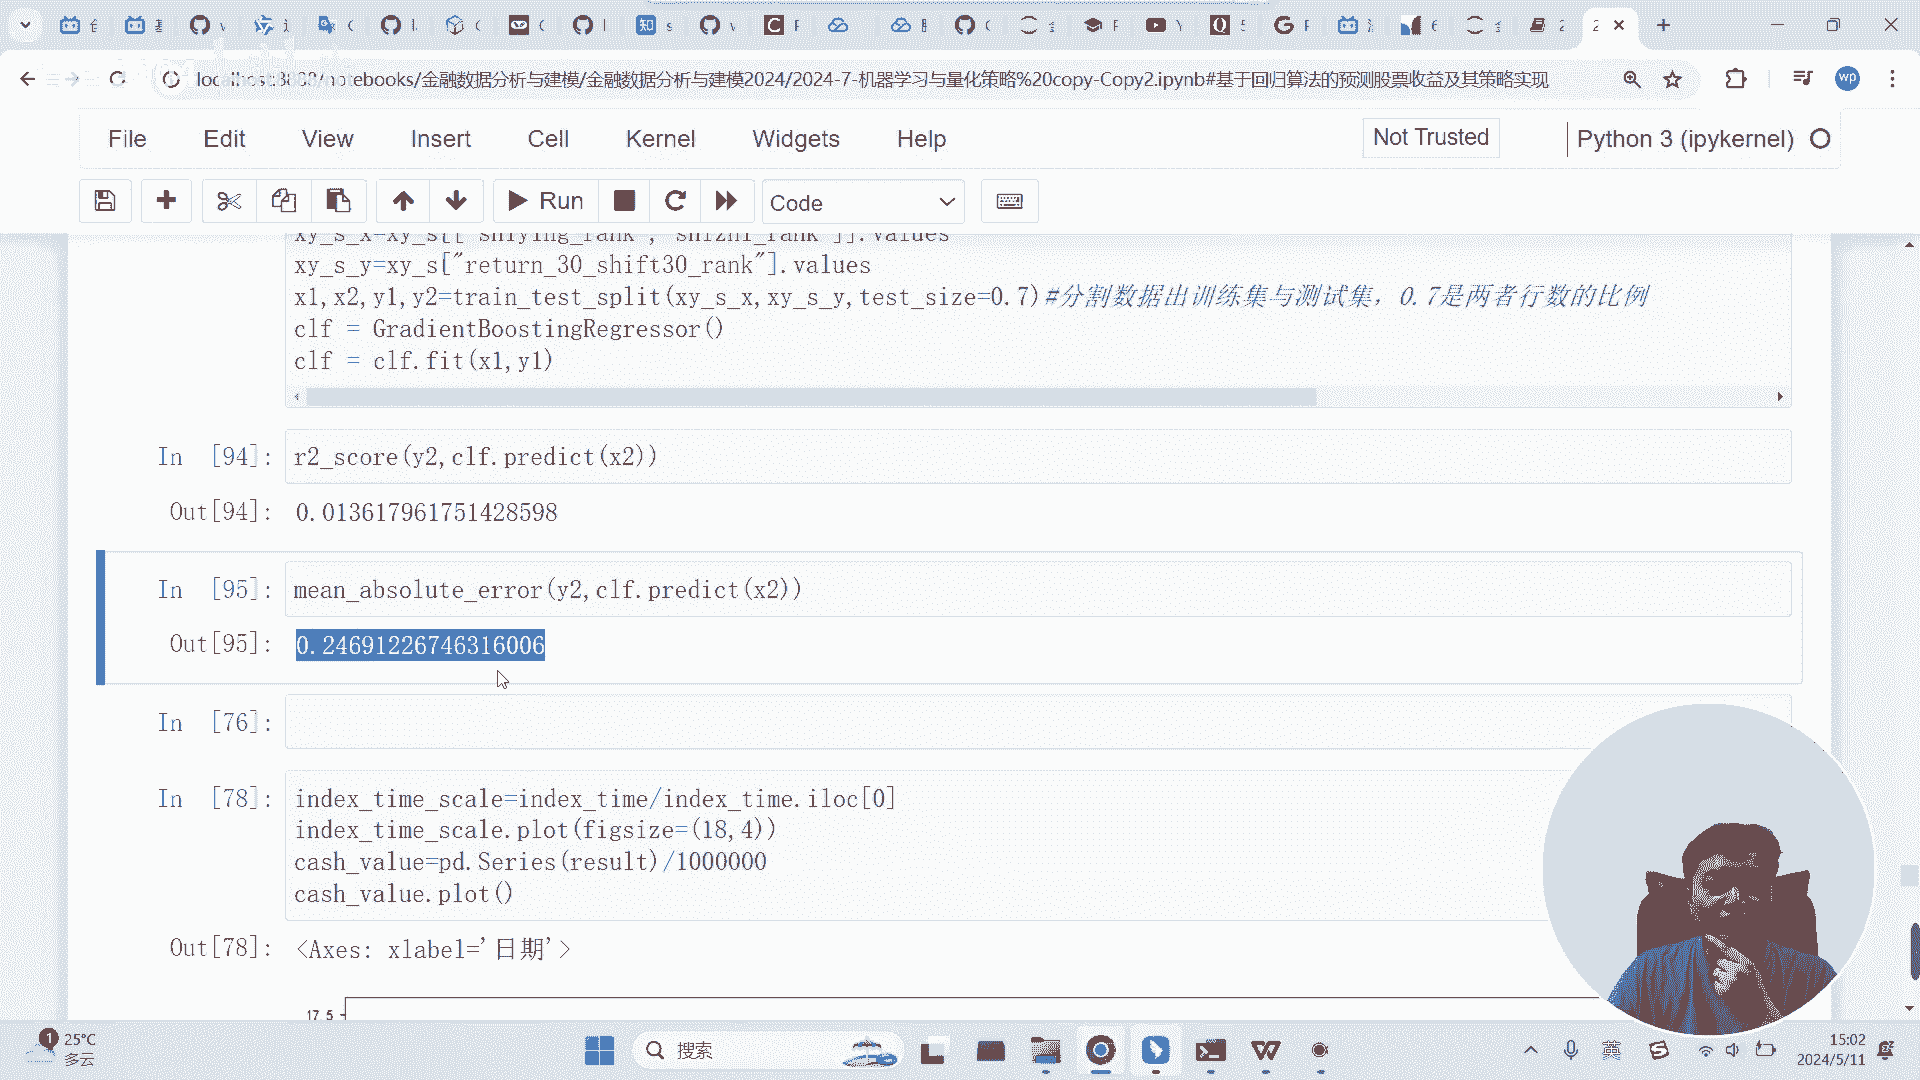 localhost:8888/notebooks/金融数据分析与建模/金融数据分析与建模2024/2024-7-机器学习与量化策略%20copy-Copy2.ipynb#基于回归算法的预测股票收益及其策略实现
wp
File Edit View Insert Cell Kernel Widgets Help Not Trusted Python 3 (ipykernel)
Run Code
xy_s_x=xy_s[["shiying_rank","shizhi_rank"]].values
xy_s_y=xy_s["return_30_shift30_rank"].values
x1,x2,y1,y2=train_test_split(xy_s_x,xy_s_y,test_size=0.7)#分割数据出训练集与测试集，0.7是两者行数的比例
clf = GradientBoostingRegressor()
clf = clf.fit(x1,y1)
In [94]: r2_score(y2,clf.predict(x2))
Out[94]: 0.013617961751428598
In [95]: mean_absolute_error(y2,clf.predict(x2))
Out[95]: 0.24691226746316006
In [76]:
In [78]: index_time_scale=index_time/index_time.iloc[0]
index_time_scale.plot(figsize=(18,4))
cash_value=pd.Series(result)/1000000
cash_value.plot()
Out[78]: <Axes: xlabel='日期'>
17.5
1 25°C
多云
搜索
英
15:02
2024/5/11